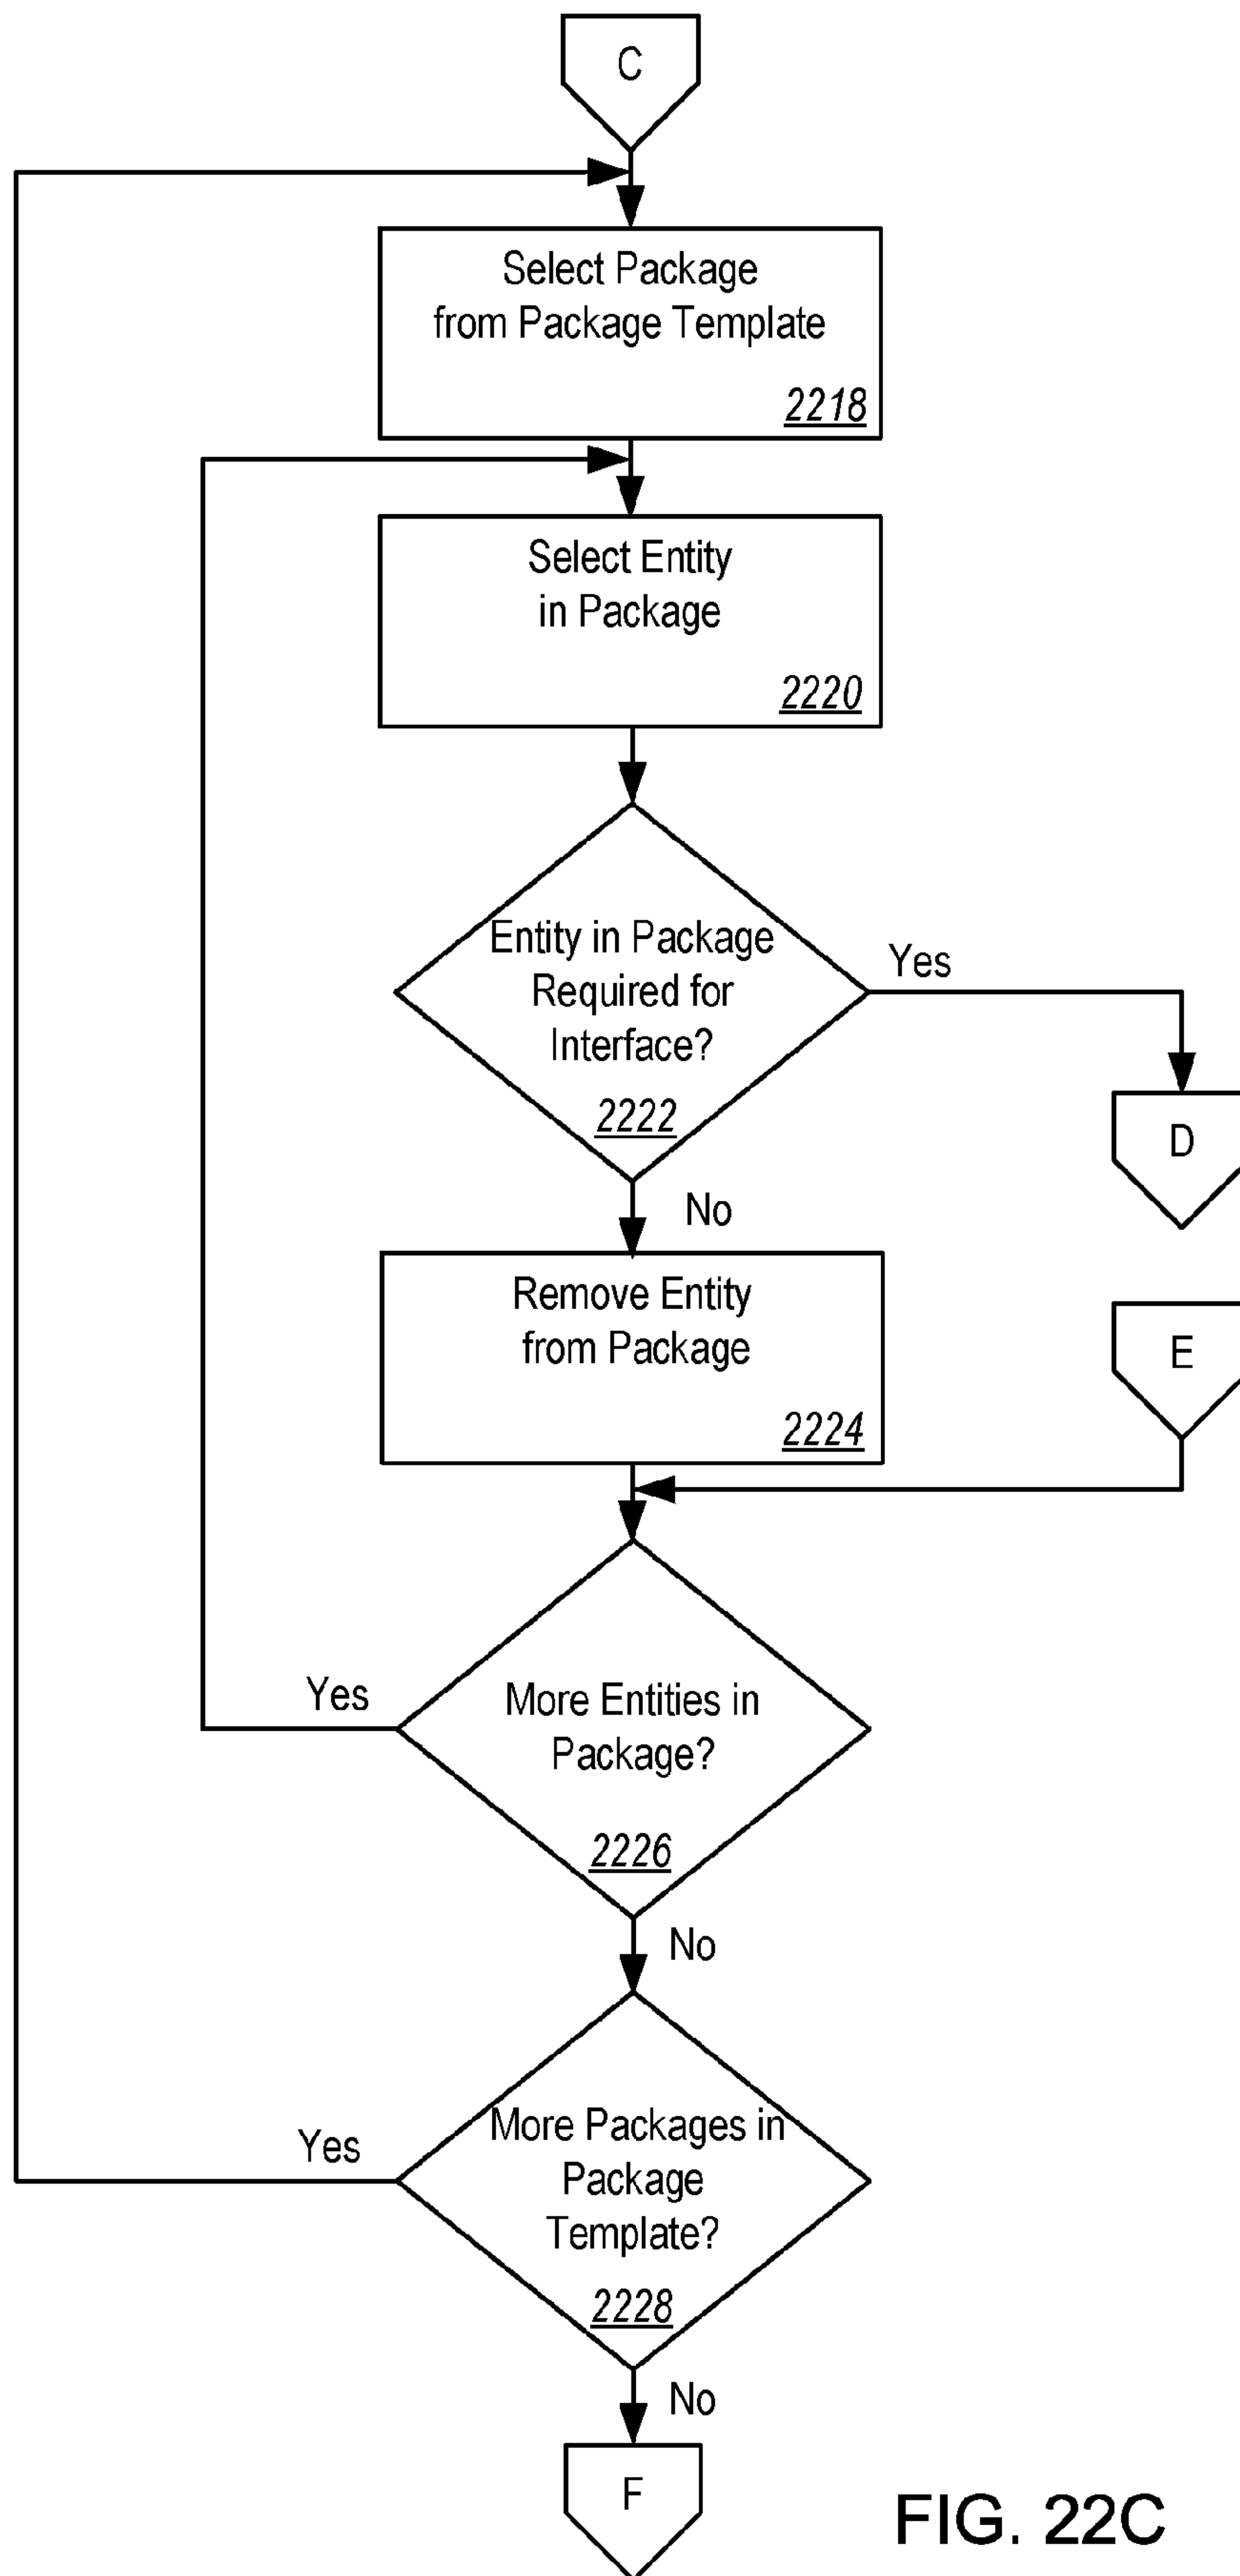 C
Select Package
from Package Template
2218
Select Entity
in Package
2220
Entity in Package
Required for
Interface?
2222
Yes
D
No
Remove Entity
from Package
2224
E
More Entities in
Package?
2226
Yes
No
More Packages in
Package
Template?
2228
Yes
No
F
FIG. 22C